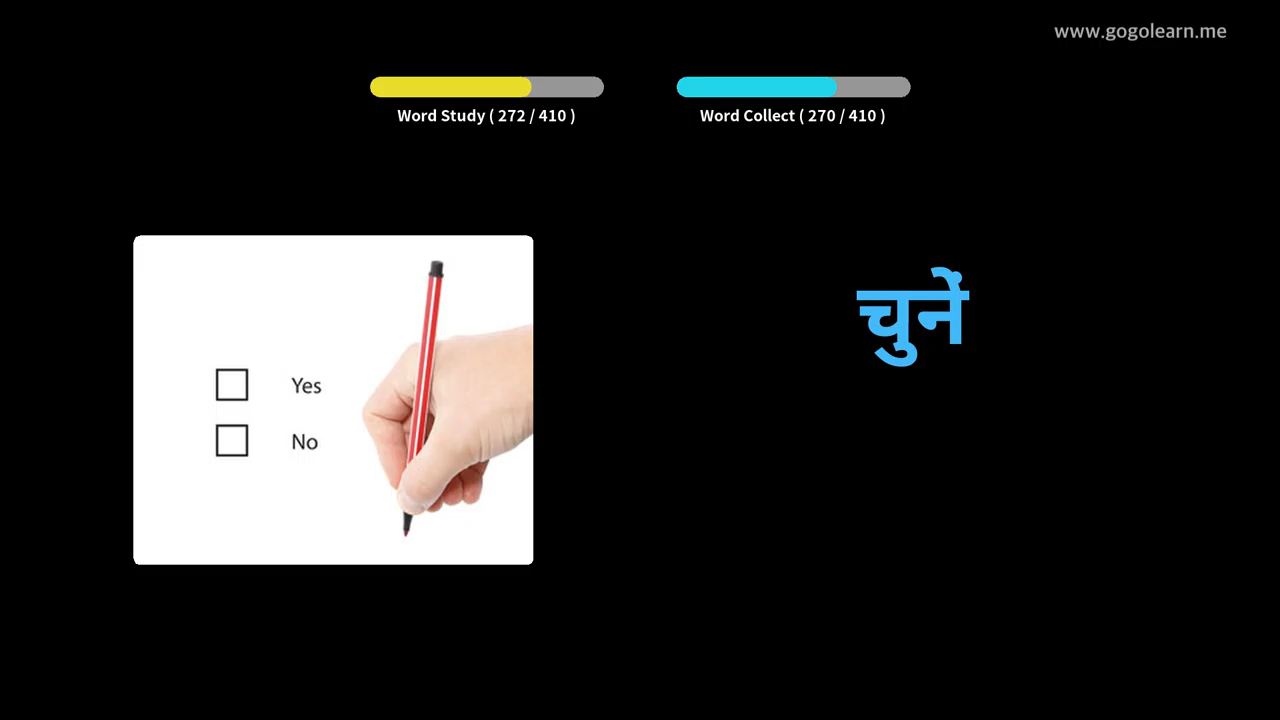 www.gogolearn.me
Word Study ( 272 / 410 )
Word Collect ( 270 / 410 )
चुनें
Yes
No